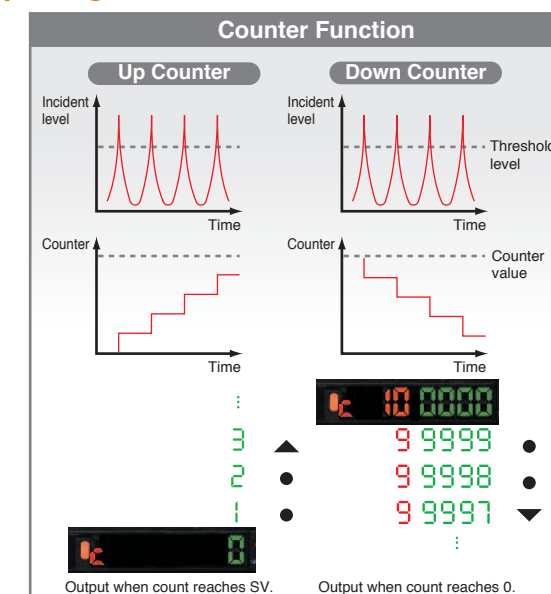 Counter Function
Up Counter
Down Counter
Incident level
Incident level
Threshold level
Time
Time
Counter
Counter
Counter value
Time
Time
c 10 0000
3
9 9999
2
9 9998
1
9 9997
c 0
Output when count reaches SV.
Output when count reaches 0.